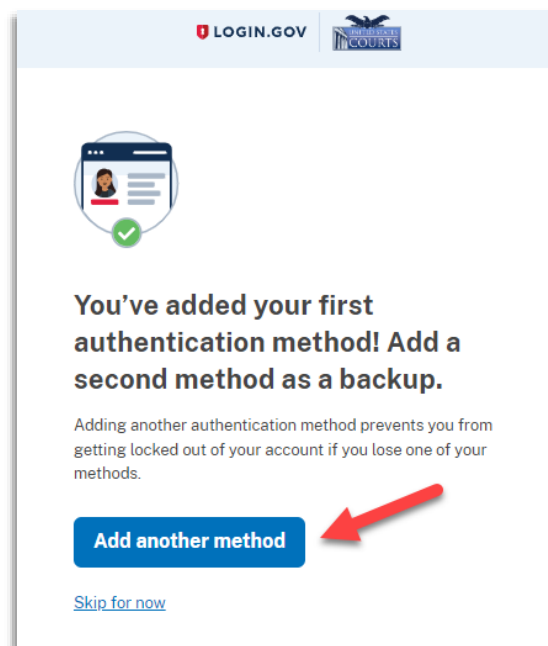 LOGIN.GOV
UNITED STATES
COURTS
You’ve added your first
authentication method! Add a
second method as a backup.
Adding another authentication method prevents you from
getting locked out of your account if you lose one of your
methods.
Add another method
Skip for now